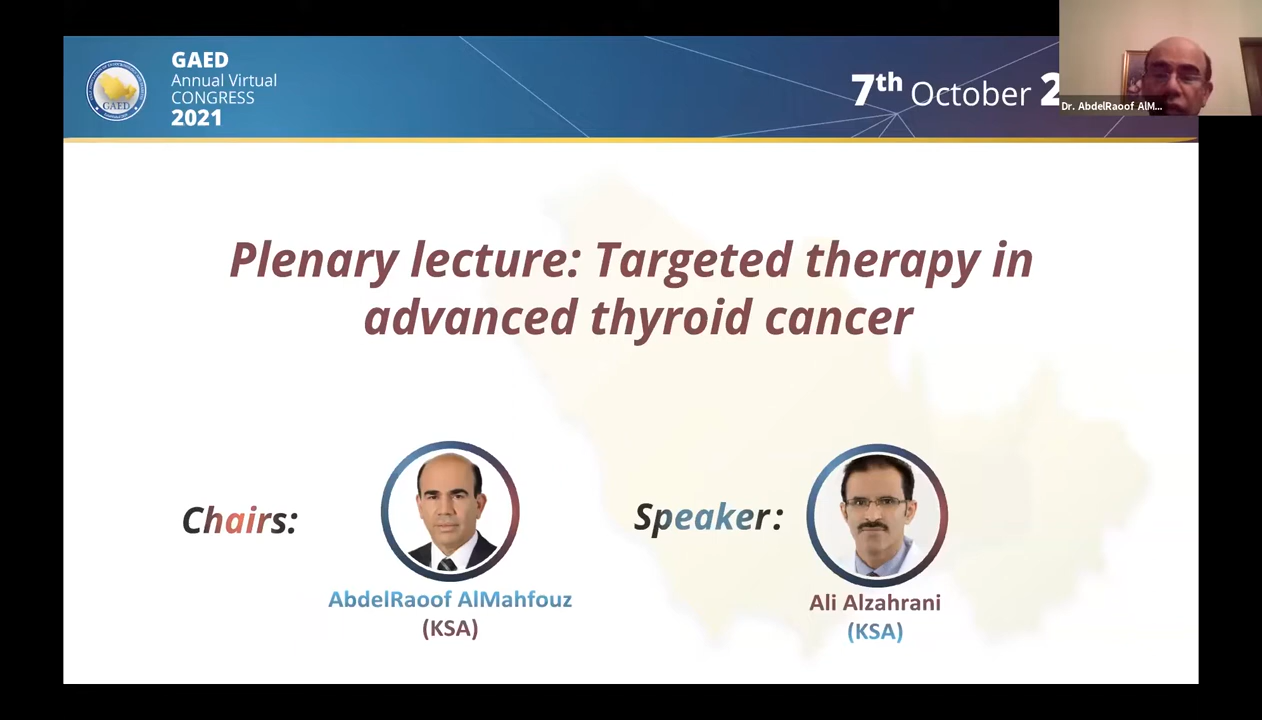 GAED
Annual Virtual
CONGRESS
2021
GAED
7th October 2
Dr. AbdelRaoof AlM...
Plenary lecture: Targeted therapy in
advanced thyroid cancer
Chairs:
Speaker:
AbdelRaoof AlMahfouz
(KSA)
Ali Alzahrani
(KSA)